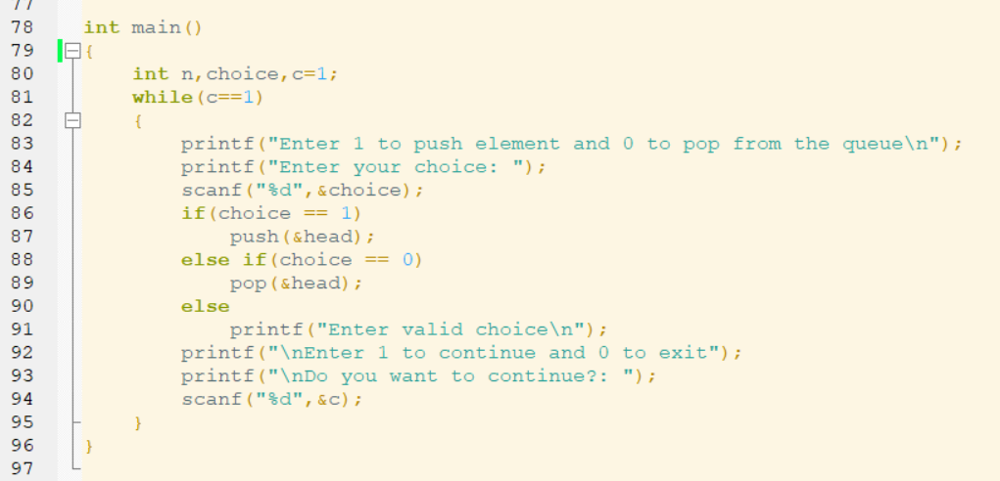 77
78 int main()
79 {
80 int n,choice,c=1;
81 while(c==1)
82 {
83 printf("Enter 1 to push element and 0 to pop from the queue\n");
84 printf("Enter your choice: ");
85 scanf("%d",&choice);
86 if(choice == 1)
87 push(&head);
88 else if(choice == 0)
89 pop(&head);
90 else
91 printf("Enter valid choice\n");
92 printf("\nEnter 1 to continue and 0 to exit");
93 printf("\nDo you want to continue?: ");
94 scanf("%d",&c);
95 }
96 }
97